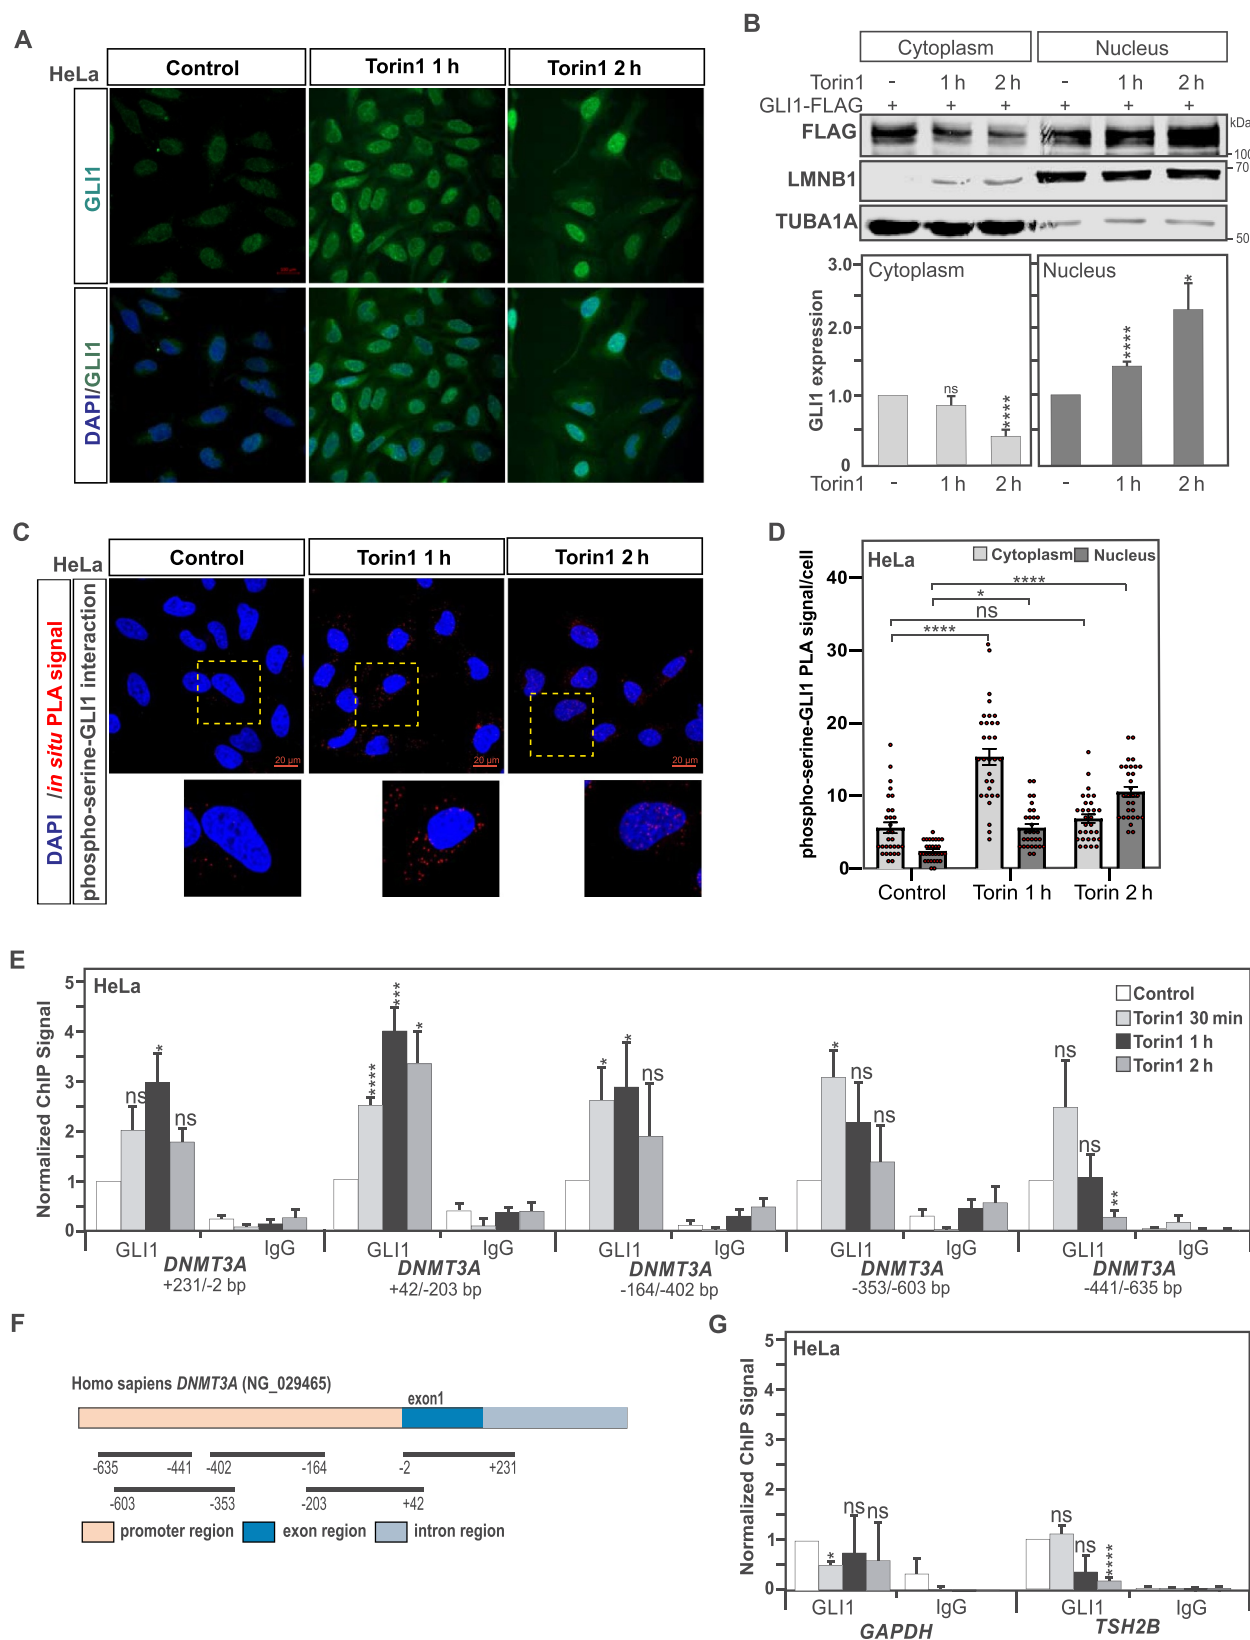 A
HeLa
Control
Torin1 1 h
Torin1 2 h
GLI1
DAPI/GLI1
B
Cytoplasm
Nucleus
Torin1 - 1 h 2 h - 1 h 2 h
GLI1-FLAG + + + + + +
kDa
FLAG
100
70
LMNB1
TUBA1A
50
GLI1 expression
3.0
2.0
1.0
0
Cytoplasm
Nucleus
ns
****
****
*
Torin1 - 1 h 2 h - 1 h 2 h
C
HeLa
Control
Torin1 1 h
Torin1 2 h
DAPI /in situ PLA signal
phospho-serine-GLI1 interaction
20 µm
20 µm
20 µm
D
HeLa
Cytoplasm Nucleus
phospho-serine-GLI1 PLA signal/cell
40
30
20
10
0
****
*
ns
****
Control Torin 1 h Torin 2 h
E
HeLa
Normalized ChIP Signal
5
4
3
2
1
0
Control
Torin1 30 min
Torin1 1 h
Torin1 2 h
ns * ns
**** *** *
* * ns
* ns ns
ns ns **
GLI1 IgG GLI1 IgG GLI1 IgG GLI1 IgG GLI1 IgG
DNMT3A DNMT3A DNMT3A DNMT3A DNMT3A
+231/-2 bp +42/-203 bp -164/-402 bp -353/-603 bp -441/-635 bp
F
Homo sapiens DNMT3A (NG_029465)
exon1
-635 -441 -402 -164 -2 +231
-603 -353 -203 +42
promoter region exon region intron region
G
HeLa
Normalized ChIP Signal
5
4
3
2
1
0
* ns ns
ns ns ****
GLI1 IgG GLI1 IgG
GAPDH TSH2B